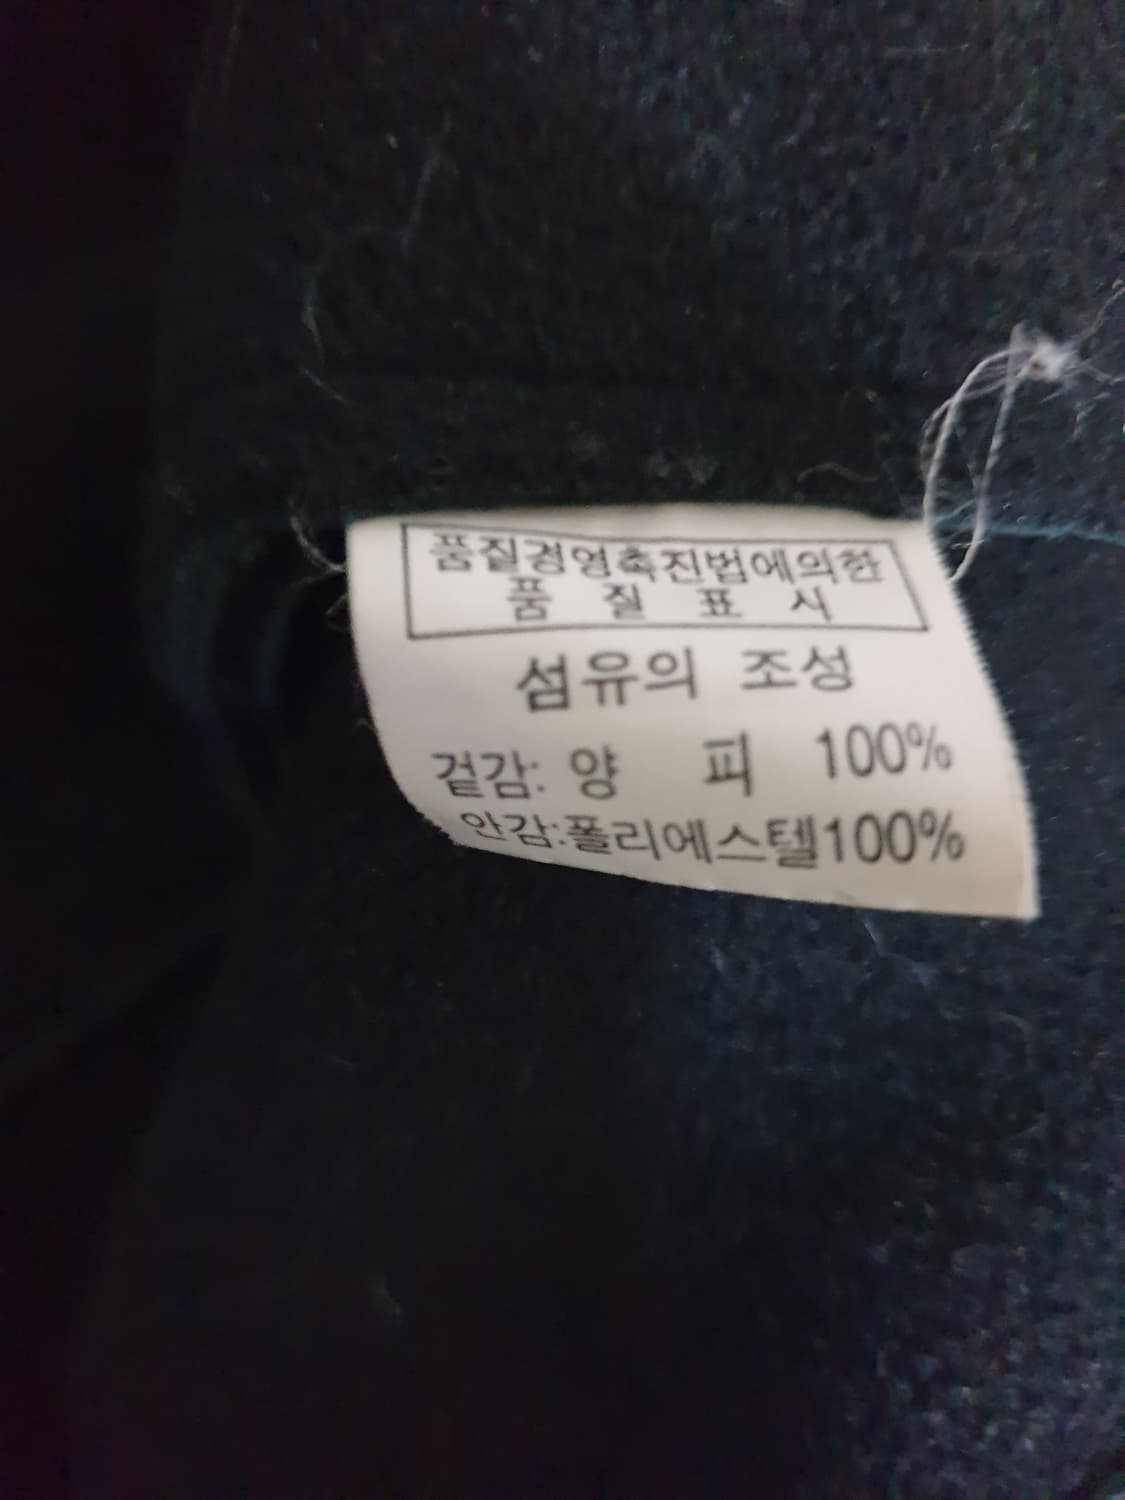 품질경영촉진법에의한
품 질 표 시
섬유의 조성
겉감: 양 피 100%
안감:폴리에스텔100%